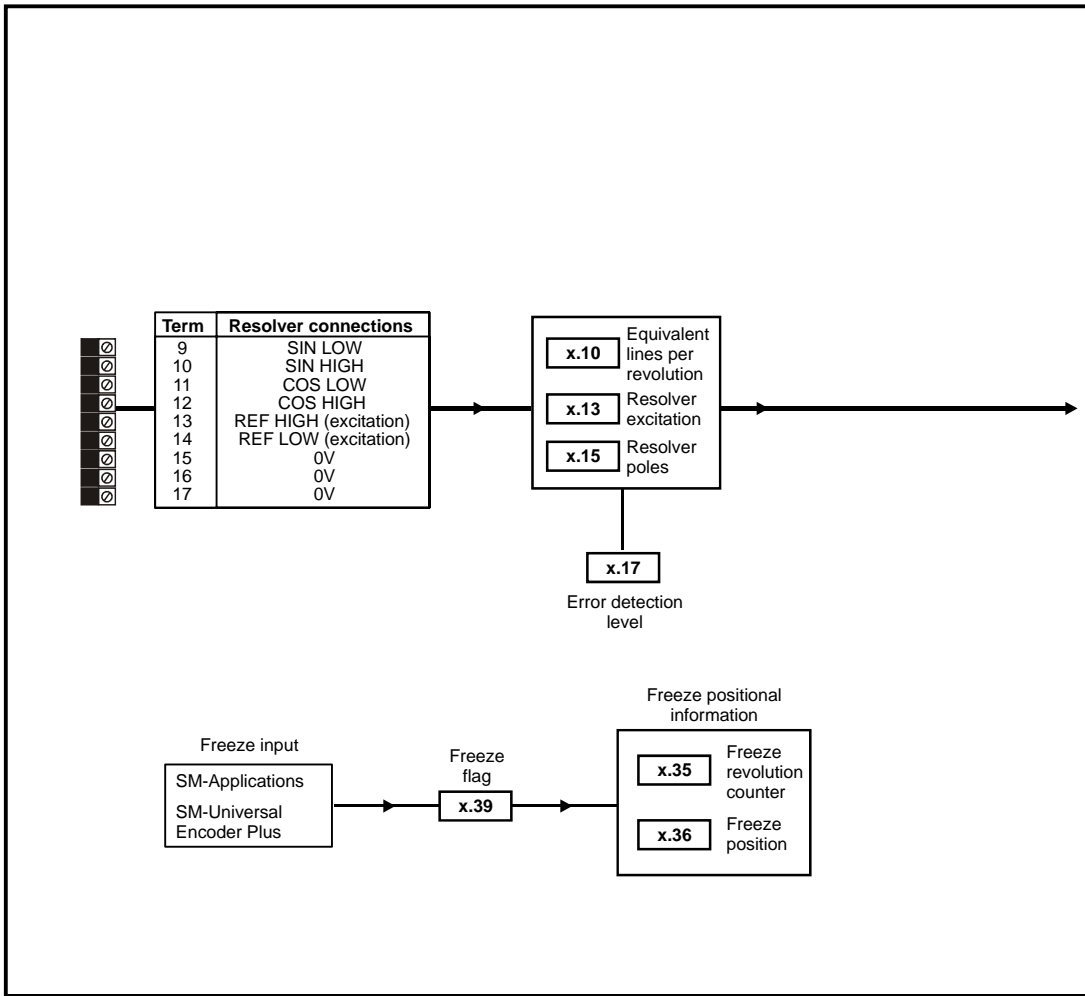 Term Resolver connections
9 SIN LOW
10 SIN HIGH
11 COS LOW
12 COS HIGH
13 REF HIGH (excitation)
14 REF LOW (excitation)
15 0V
16 0V
17 0V
x.10
Equivalent
lines per
revolution
x.13
Resolver
excitation
x.15
Resolver
poles
x.17
Error detection
level
Freeze input
SM-Applications
SM-Universal
Encoder Plus
Freeze
flag
x.39
Freeze positional
information
x.35
Freeze
revolution
counter
x.36
Freeze
position